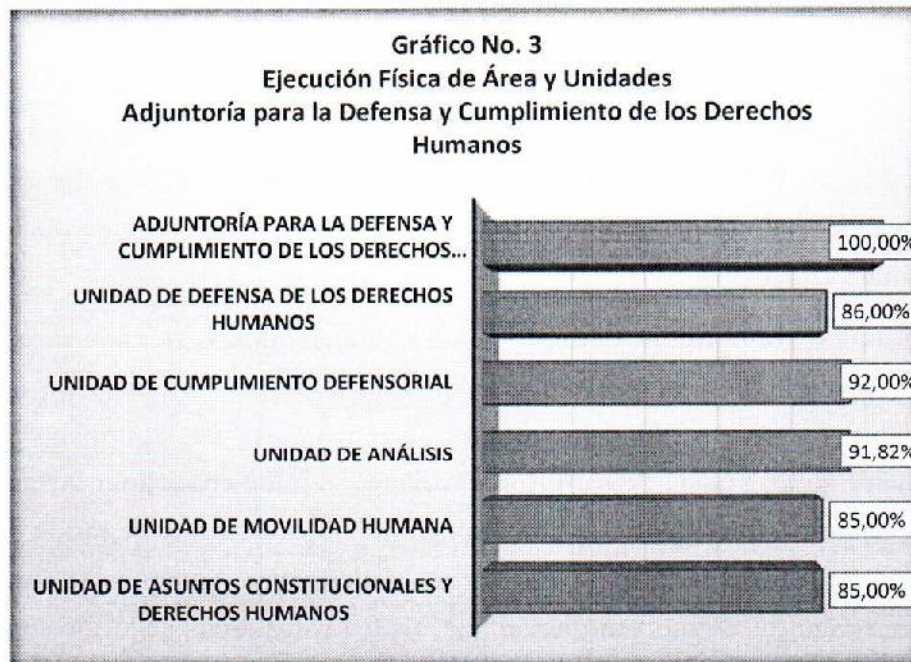 Gráfico No. 3
Ejecución Física de Área y Unidades
Adjuntoría para la Defensa y Cumplimiento de los Derechos
Humanos
ADJUNTORÍA PARA LA DEFENSA Y
CUMPLIMIENTO DE LOS DERECHOS...
100,00%
UNIDAD DE DEFENSA DE LOS DERECHOS
HUMANOS
86,00%
UNIDAD DE CUMPLIMIENTO DEFENSORIAL
92,00%
UNIDAD DE ANÁLISIS
91,82%
UNIDAD DE MOVILIDAD HUMANA
85,00%
UNIDAD DE ASUNTOS CONSTITUCIONALES Y
DERECHOS HUMANOS
85,00%